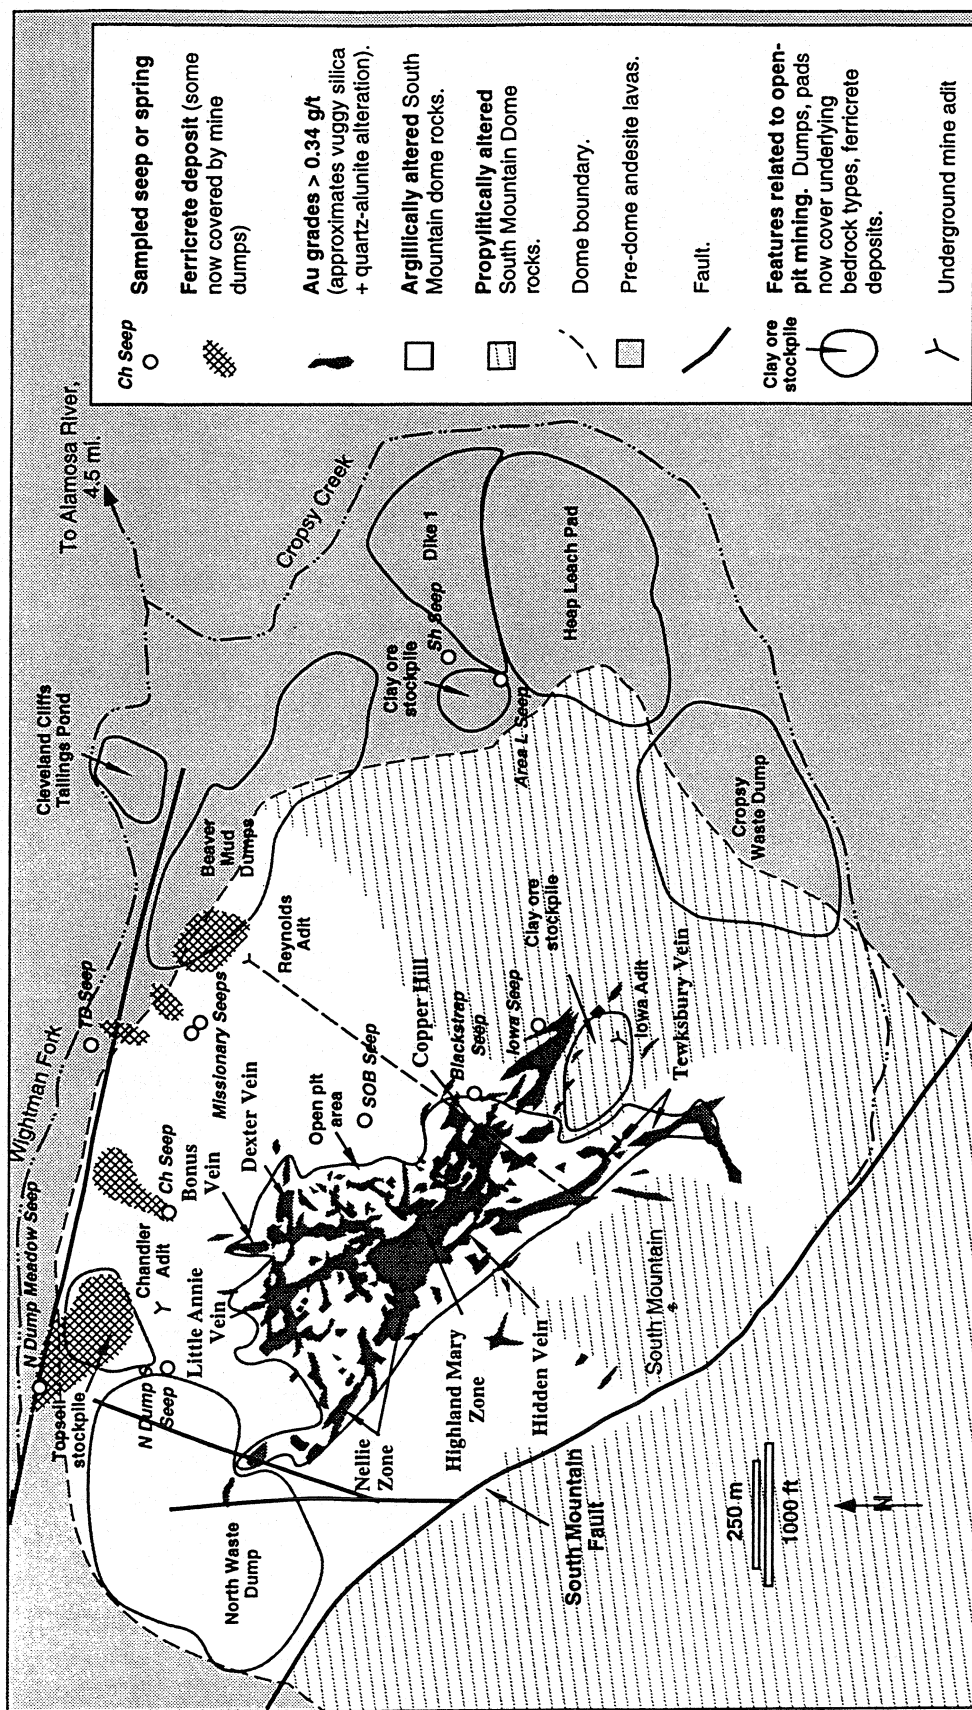 To Alamosa River,
4.5 mi.
Cropsy Creek
Wightman Fork
Cleveland Cliffs
Tailings Pond
Beaver
Mud
Dumps
Clay ore
stockpile
Sh Seep
Dike 1
Heap Leach Pad
Area L Seep
Cropsy
Waste Dump
TD Seep
N Dump Meadow Seep
Missionary Seeps
Reynolds
Adit
SOB Seep
Ch Seep
Bonus
Vein
Dexter Vein
Open pit
area
Copper Hill
Blackstrap
Seep
Iowa Seep
Clay ore
stockpile
Iowa Adit
Tewksbury Vein
Chandler
Adit
Little Annie
Vein
Topsoil
stockpile
N Dump S
Seep
Nellie
Zone
Highland Mary
Zone
Hidden Vein
South Mountain
North Waste
Dump
South Mountain
Fault
250 m
1000 ft
N
Ch Seep
Sampled seep or spring
Ferricrete deposit (some
now covered by mine
dumps)
Au grades > 0.34 g/t
(approximates vuggy silica
+ quartz-alunite alteration).
Argillically altered South
Mountain dome rocks.
Propylitically altered
South Mountain Dome
rocks.
Dome boundary.
Pre-dome andesite lavas.
Fault.
Clay ore
stockpile
Features related to open-
pit mining. Dumps, pads
now cover underlying
bedrock types, ferricrete
deposits.
Underground mine adit